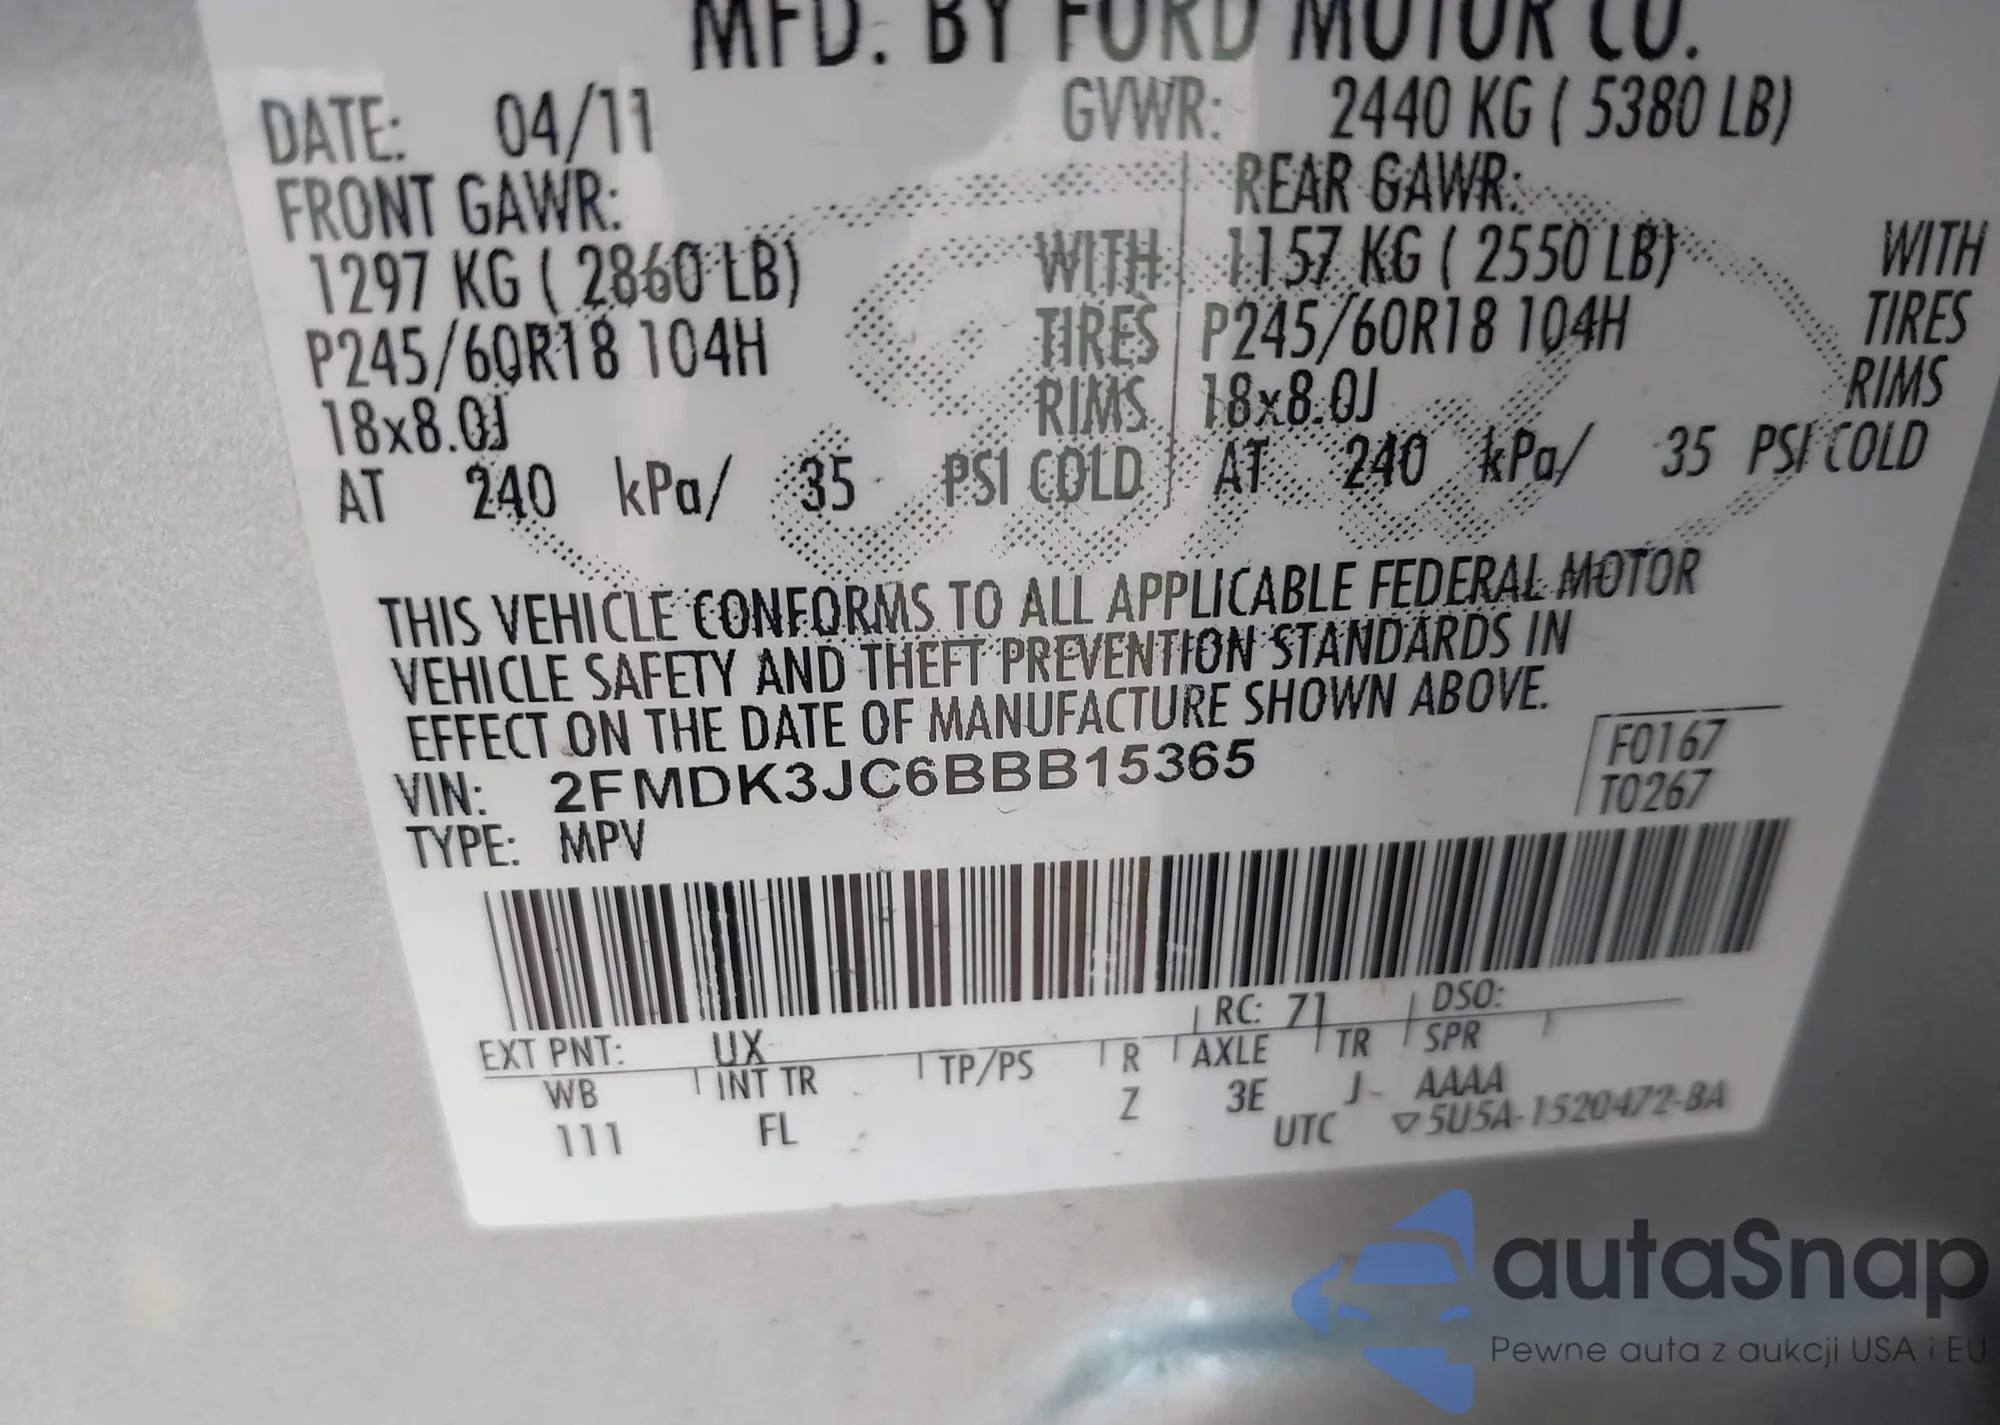 MFD. BY FORD MOTOR CO.
DATE: 04/11 GVWR: 2440 KG ( 5380 LB)
FRONT GAWR: REAR GAWR:
1297 KG ( 2860 LB) WITH 1157 KG ( 2550 LB) WITH
P245/60R18 104H TIRES P245/60R18 104H TIRES
18x8.0J RIMS 18x8.0J RIMS
AT 240 kPa/ 35 PSI COLD AT 240 kPa/ 35 PSI COLD
THIS VEHICLE CONFORMS TO ALL APPLICABLE FEDERAL MOTOR
VEHICLE SAFETY AND THEFT PREVENTION STANDARDS IN
EFFECT ON THE DATE OF MANUFACTURE SHOWN ABOVE.
VIN: 2FMDK3JC6BBB15365 F0167
TYPE: MPV T0267
EXT PNT: UX RC: 71 DSO:
WB INT TR TP/PS R AXLE TR SPR
111 FL Z 3E J- AAAA
UTC ▽5U5A-1520472-BA
autaSnap
Pewne auta z aukcji USA i EU